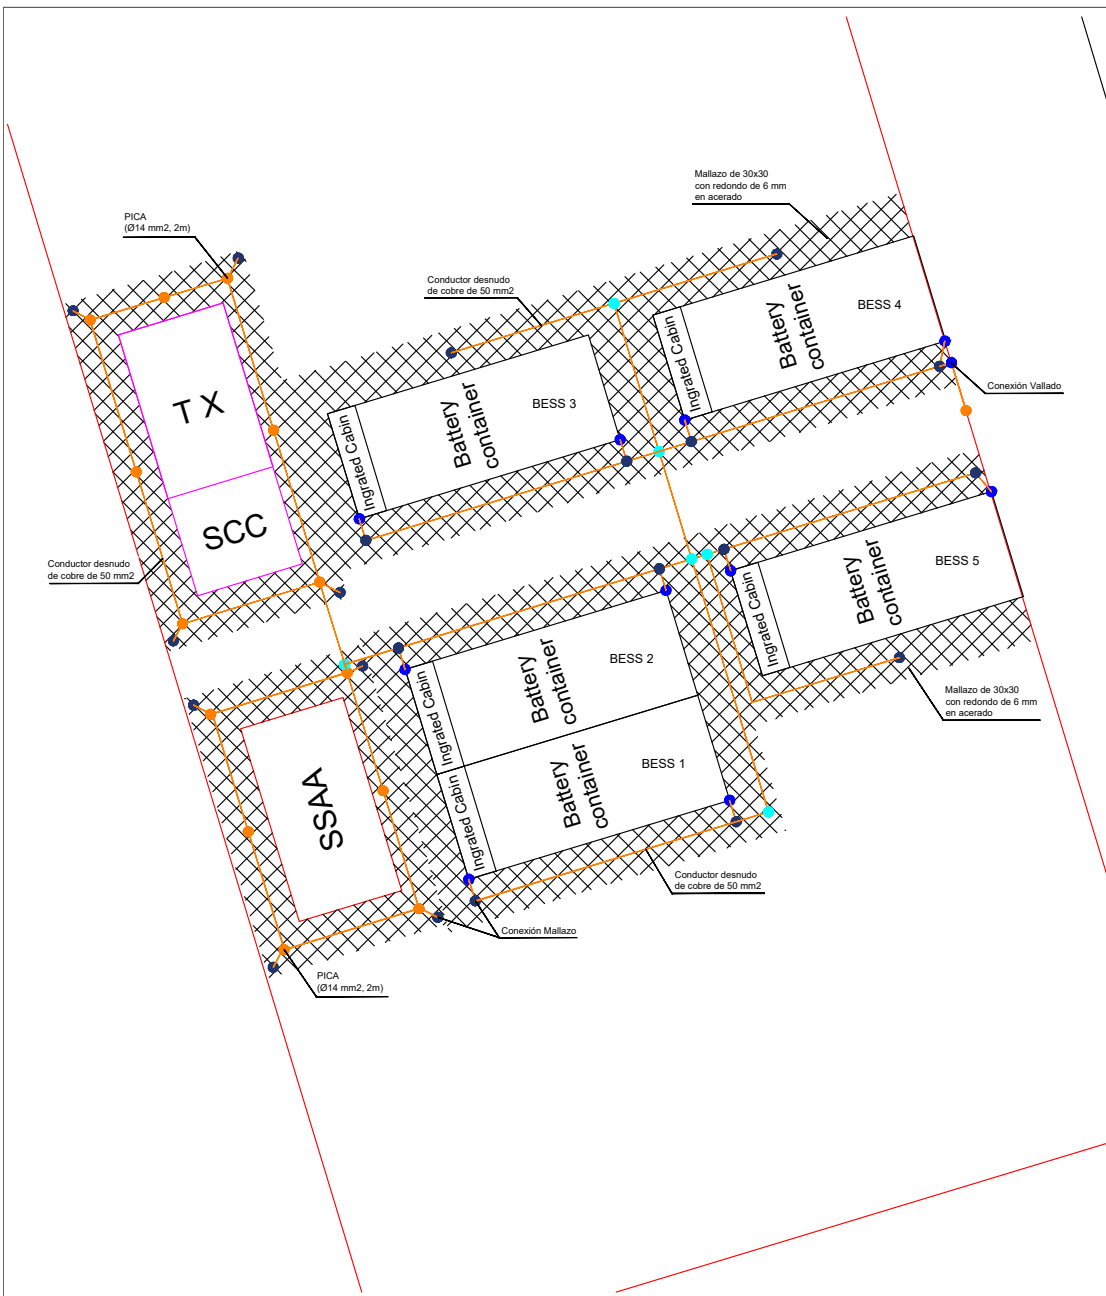 Mallazo de 30x30
con redondo de 6 mm
en acerado
PICA
(Ø14 mm2, 2m)
Conductor desnudo
de cobre de 50 mm2
BESS 4
Battery
container
Ingrated Cabin
Conexión Vallado
BESS 3
Battery
container
Ingrated Cabin
T X
SCC
Conductor desnudo
de cobre de 50 mm2
BESS 5
Battery
container
Ingrated Cabin
BESS 2
Battery
container
Ingrated Cabin
Mallazo de 30x30
con redondo de 6 mm
en acerado
BESS 1
Battery
container
Ingrated Cabin
SSAA
Conductor desnudo
de cobre de 50 mm2
Conexión Mallazo
PICA
(Ø14 mm2, 2m)